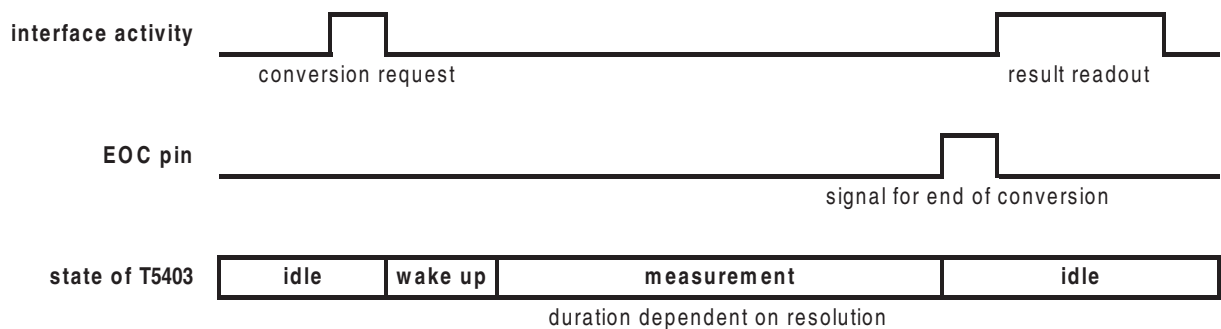 interface activity
conversion request
result readout
EOC pin
signal for end of conversion
state of T5403
idle
wake up
measurement
idle
duration dependent on resolution